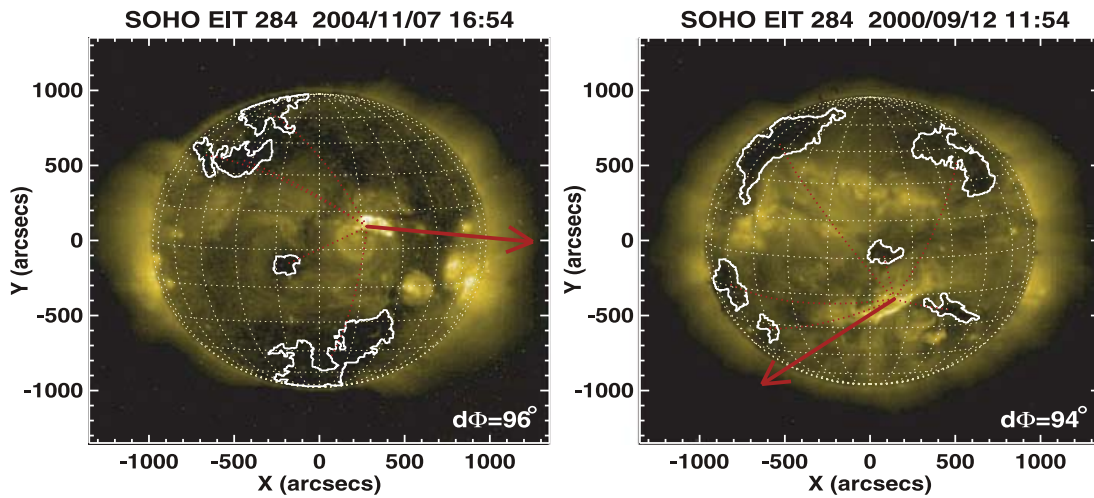 SOHO EIT 284 2004/11/07 16:54
1000
500
0
-500
-1000
Y (arcsecs)
-1000 -500 0 500 1000
X (arcsecs)
dΦ=96°
SOHO EIT 284 2000/09/12 11:54
1000
500
0
-500
-1000
Y (arcsecs)
-1000 -500 0 500 1000
X (arcsecs)
dΦ=94°